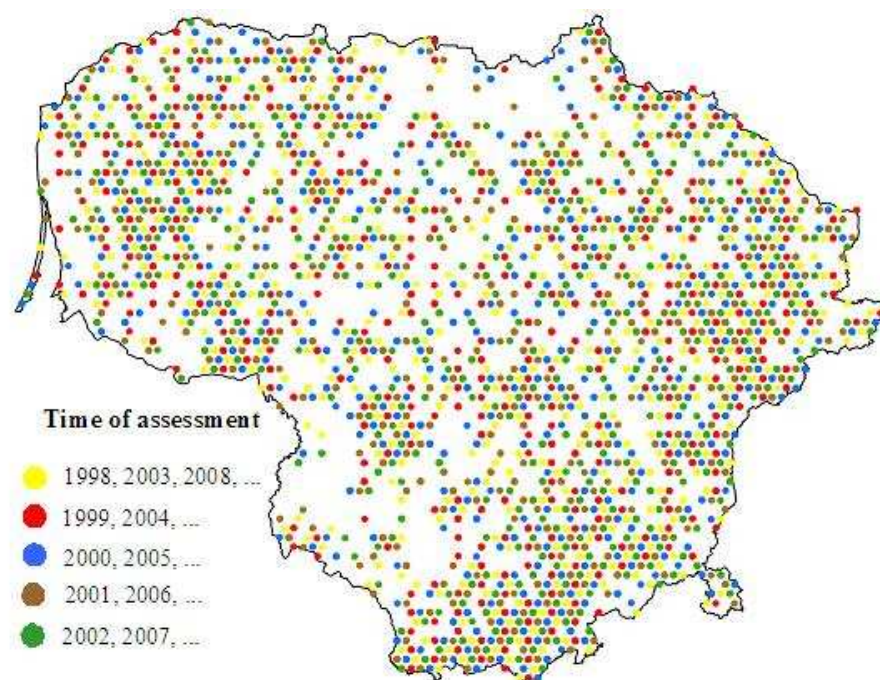 Time of assessment
1998, 2003, 2008, ...
1999, 2004, ...
2000, 2005, ...
2001, 2006, ...
2002, 2007, ...